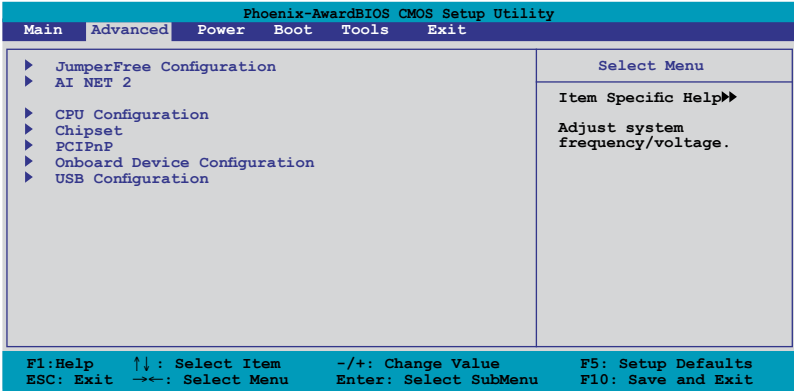 Phoenix-AwardBIOS CMOS Setup Utility
Main Advanced Power Boot Tools Exit
JumperFree Configuration
AI NET 2
CPU Configuration
Chipset
PCIPnP
Onboard Device Configuration
USB Configuration
Select Menu
Item Specific Help
Adjust system
frequency/voltage.
F1:Help ↑↓: Select Item -/+: Change Value F5: Setup Defaults
ESC: Exit →←: Select Menu Enter: Select SubMenu F10: Save and Exit